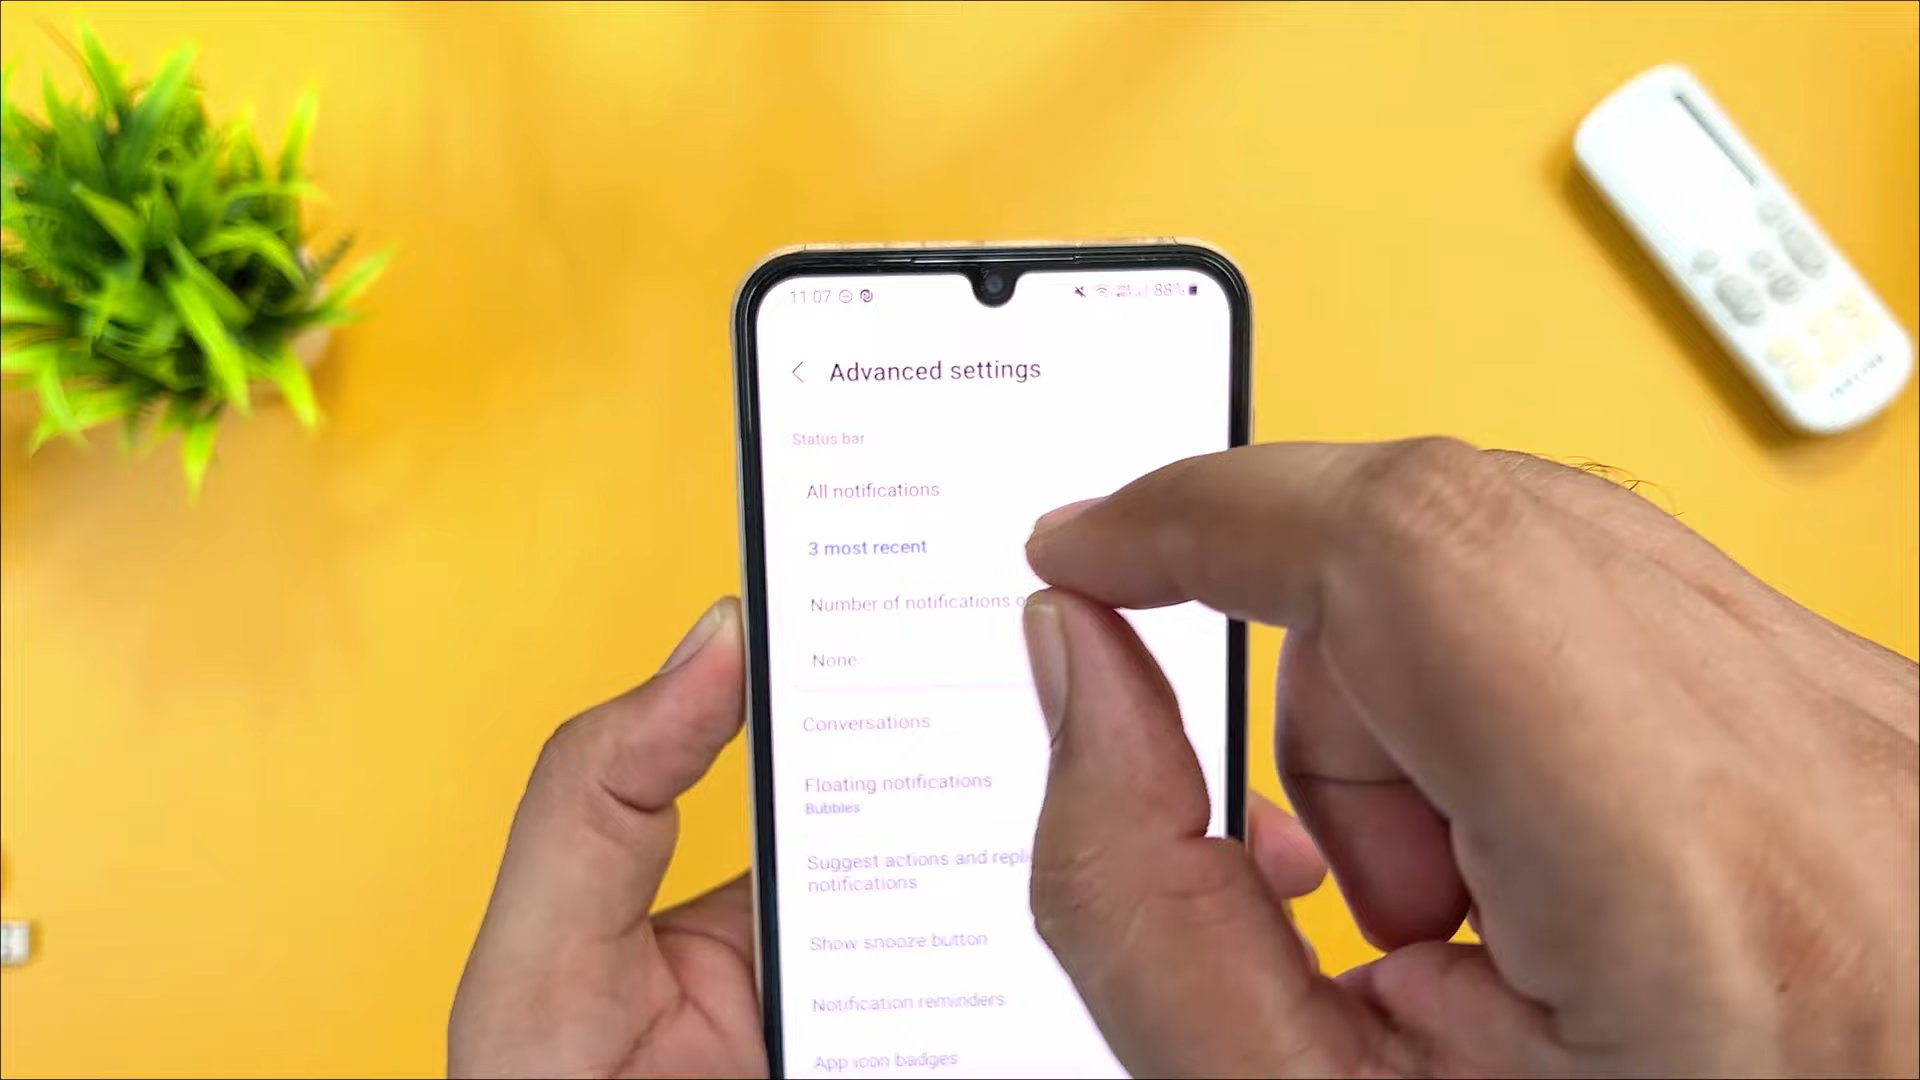 11:07 88%
Advanced settings
Status bar
All notifications
3 most recent
Number of notifications
None
Conversations
Floating notifications
Bubbles
Suggest actions and repli
notifications
Show snooze button
Notification reminders
App icon badges